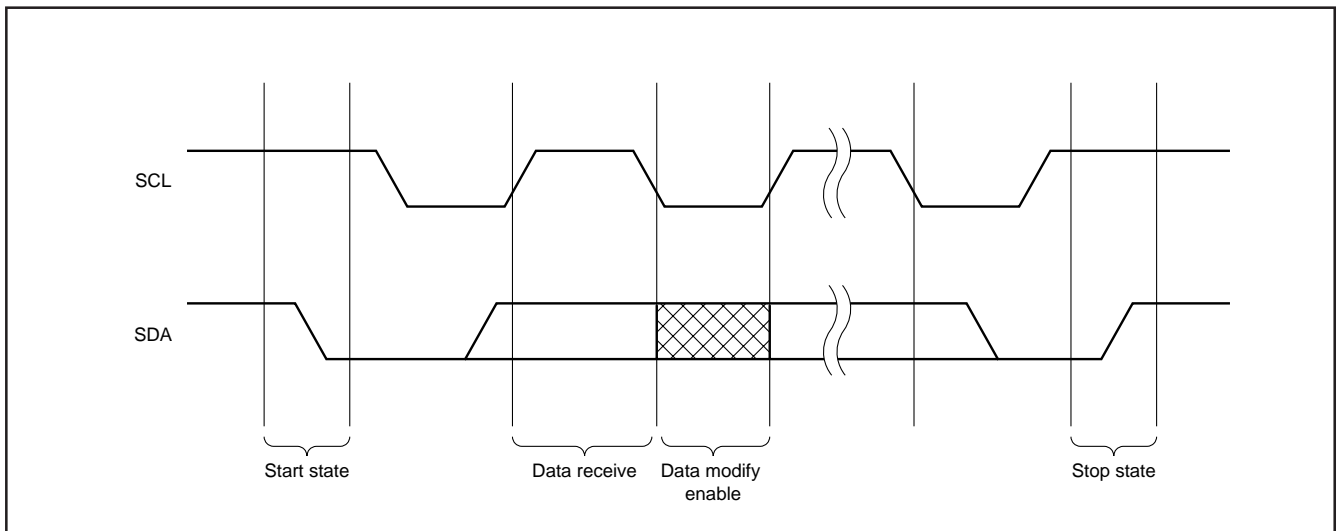 SCL
SDA
Start state
Data receive
Data modify
enable
Stop state